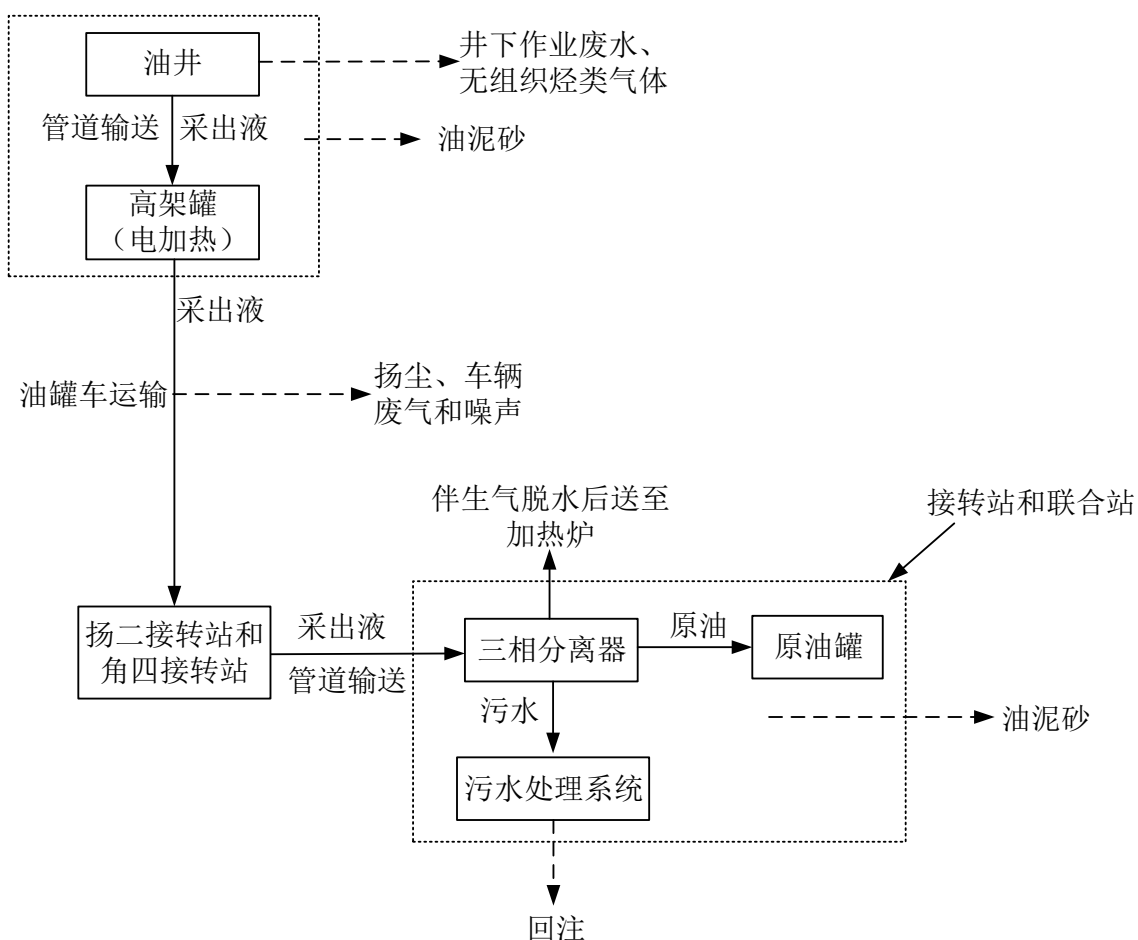 油井
井下作业废水、
无组织烃类气体
管道输送
采出液
油泥砂
高架罐
（电加热）
采出液
油罐车运输
扬尘、车辆
废气和噪声
伴生气脱水后送至
加热炉
接转站和联合站
扬二接转站和
角四接转站
采出液
管道输送
三相分离器
原油
原油罐
污水
油泥砂
污水处理系统
回注